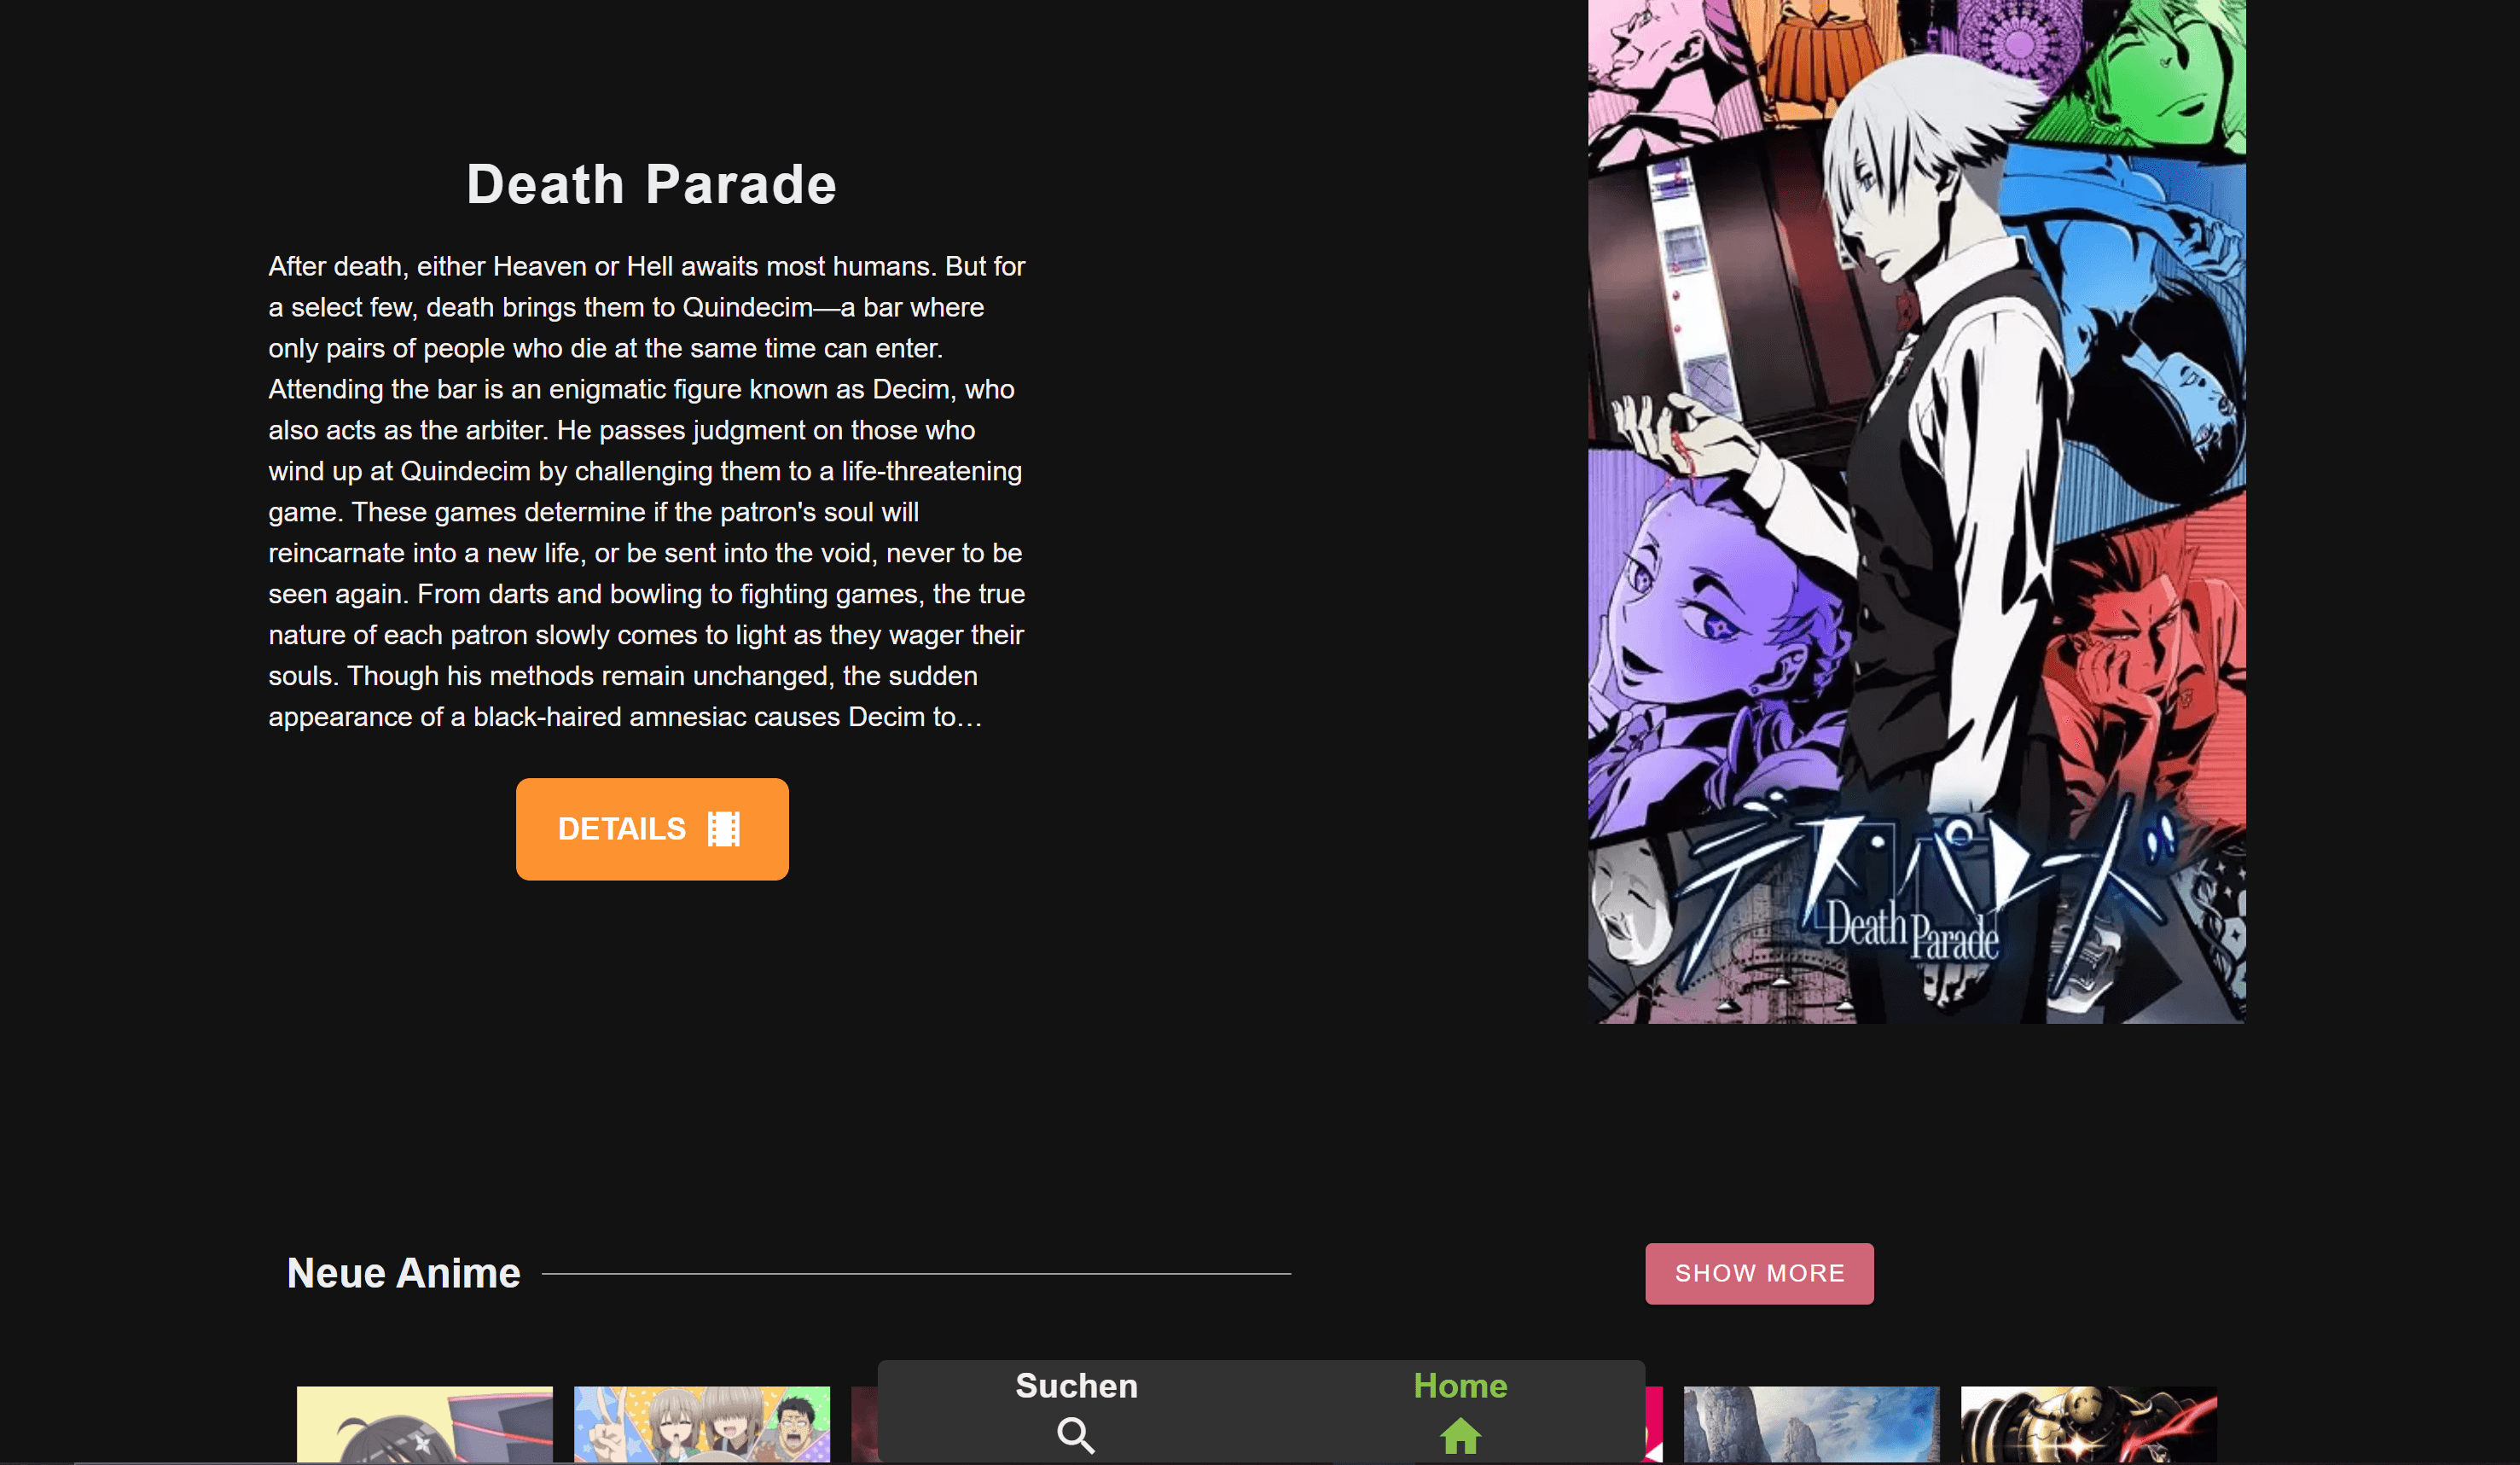 Death Parade
After death, either Heaven or Hell awaits most humans. But for
a select few, death brings them to Quindecim—a bar where
only pairs of people who die at the same time can enter.
Attending the bar is an enigmatic figure known as Decim, who
also acts as the arbiter. He passes judgment on those who
wind up at Quindecim by challenging them to a life-threatening
game. These games determine if the patron's soul will
reincarnate into a new life, or be sent into the void, never to be
seen again. From darts and bowling to fighting games, the true
nature of each patron slowly comes to light as they wager their
souls. Though his methods remain unchanged, the sudden
appearance of a black-haired amnesiac causes Decim to…
DETAILS
デス・パレード
Death Parade
Neue Anime
SHOW MORE
Suchen
Home